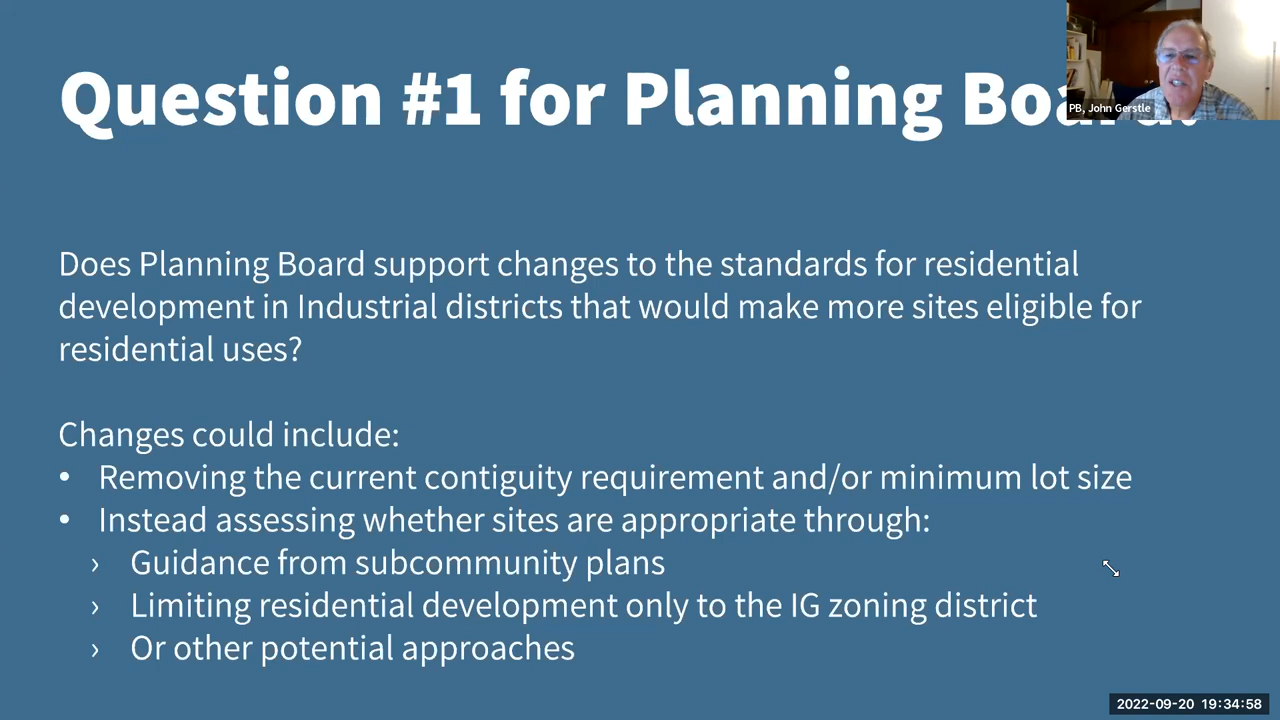 Question #1 for Planning
PB, John Gerstle
Does Planning Board support changes to the standards for residential
development in Industrial districts that would make more sites eligible for
residential uses?
Changes could include:
• Removing the current contiguity requirement and/or minimum lot size
• Instead assessing whether sites are appropriate through:
› Guidance from subcommunity plans
› Limiting residential development only to the IG zoning district
› Or other potential approaches
2022-09-20 19:34:58